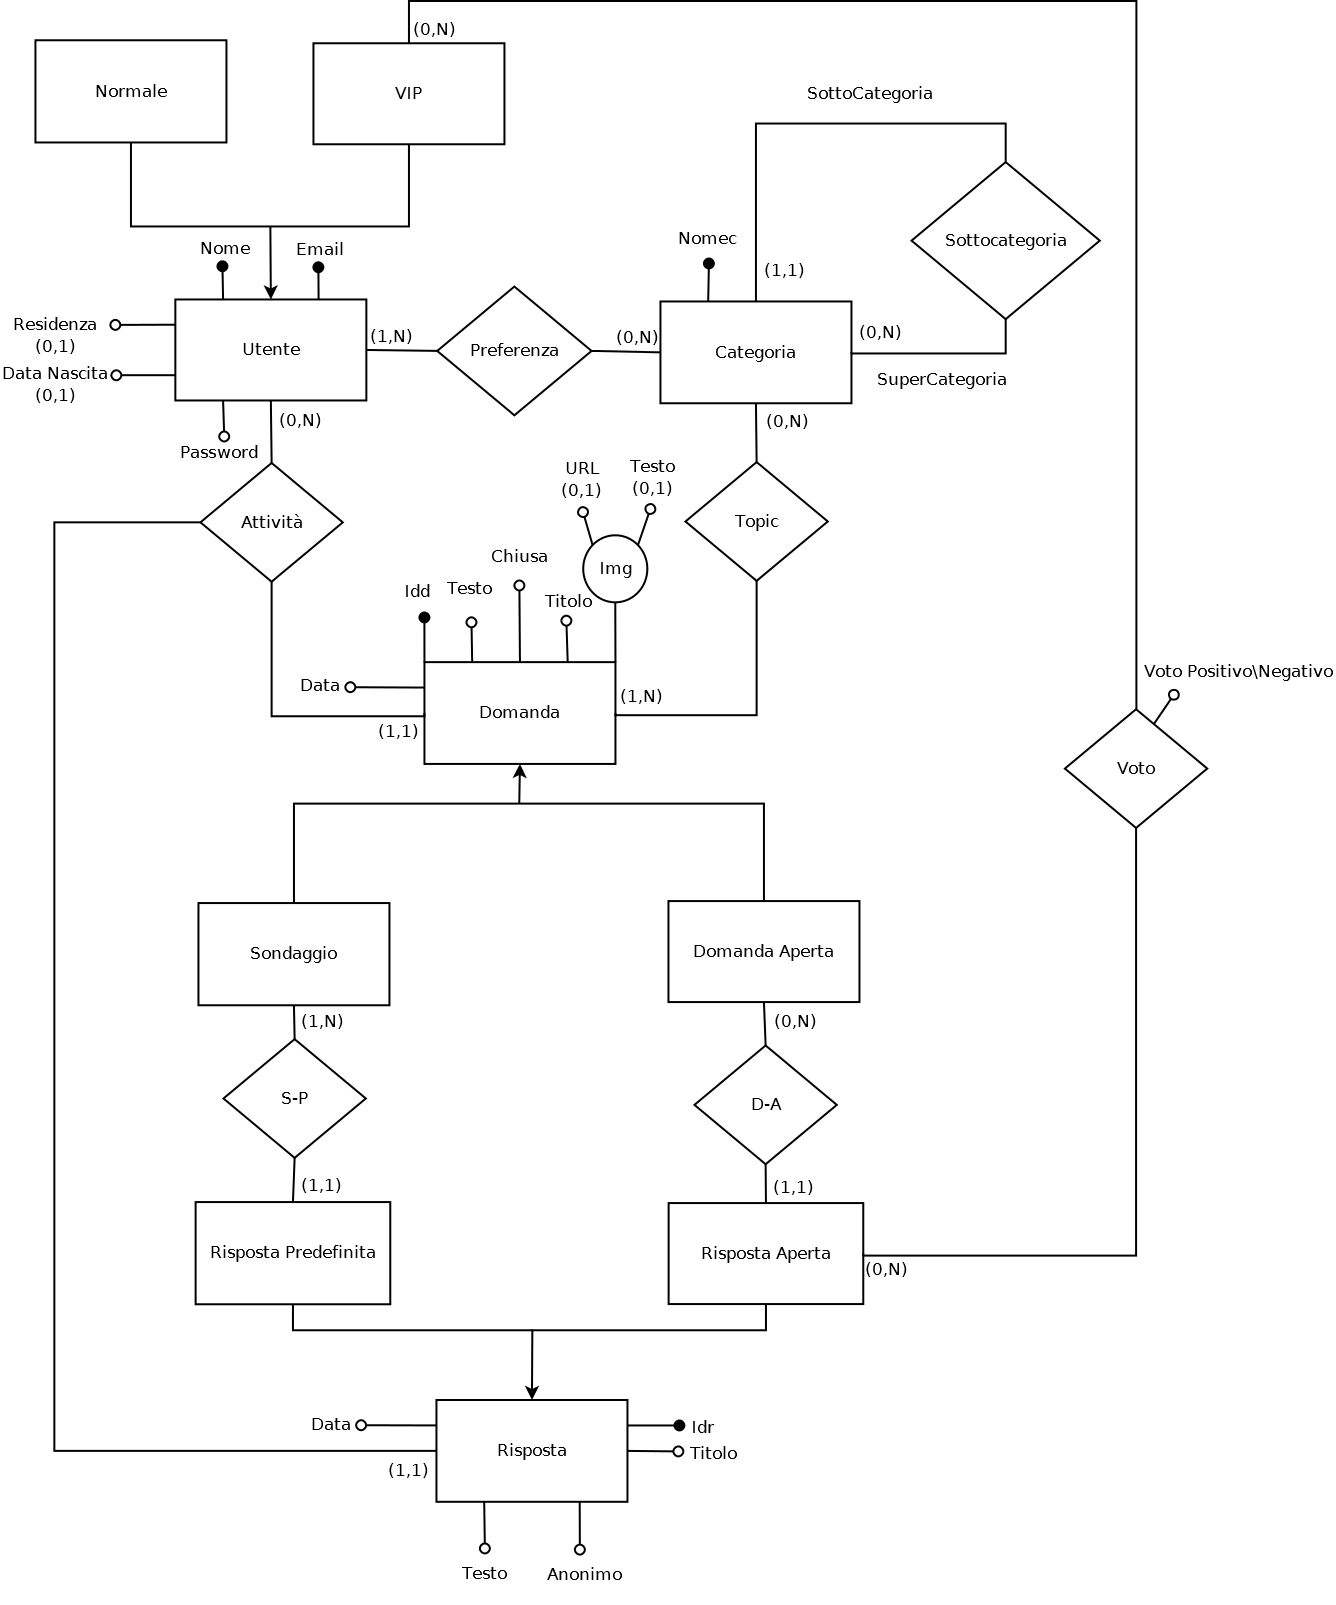 (0,N)
Normale
VIP
SottoCategoria
Nome
Email
Nomec
Sottocategoria
(1,1)
Residenza
(0,1)
Data Nascita
(0,1)
Utente
(1,N)
Preferenza
(0,N)
Categoria
(0,N)
SuperCategoria
Password
(0,N)
(0,N)
URL
(0,1)
Testo
(0,1)
Attività
Topic
Chiusa
Img
Idd
Testo
Titolo
Data
Domanda
(1,N)
(1,1)
Voto Positivo\Negativo
Voto
Sondaggio
Domanda Aperta
(1,N)
(0,N)
S-P
D-A
(1,1)
(1,1)
Risposta Predefinita
Risposta Aperta
(0,N)
Data
Idr
Risposta
Titolo
(1,1)
Testo
Anonimo